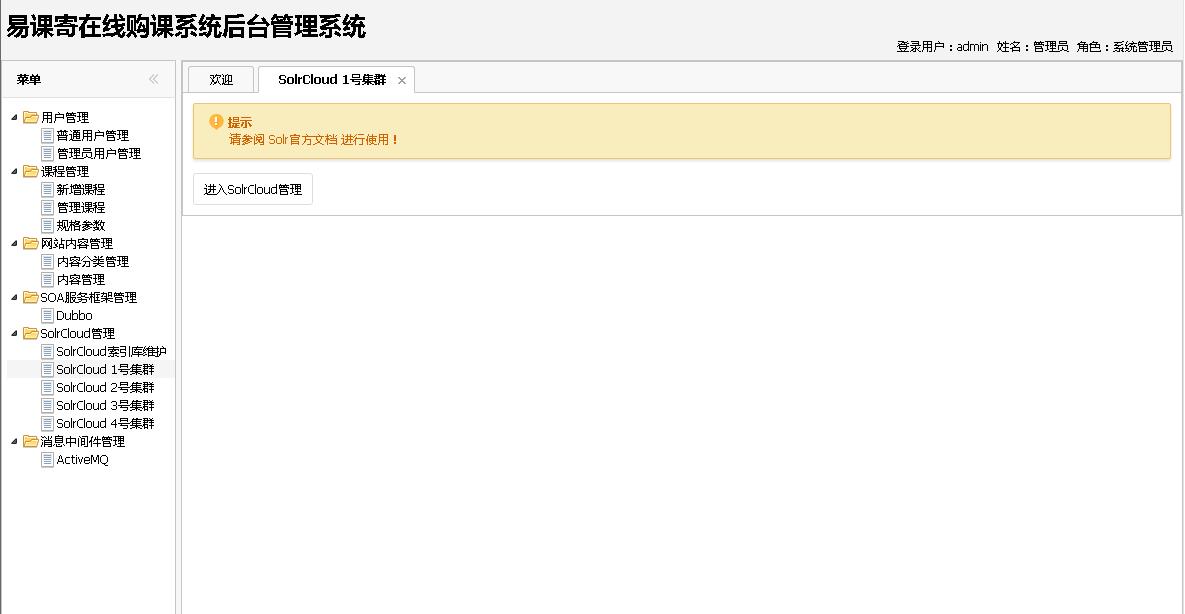 易课寄在线购课系统后台管理系统
登录用户：admin 姓名：管理员 角色：系统管理员
菜单
欢迎
SolrCloud 1号集群
提示
请参阅 Solr官方文档 进行使用！
进入SolrCloud管理
用户管理
普通用户管理
管理员用户管理
课程管理
新增课程
管理课程
规格参数
网站内容管理
内容分类管理
内容管理
SOA服务框架管理
Dubbo
SolrCloud管理
SolrCloud索引库维护
SolrCloud 1号集群
SolrCloud 2号集群
SolrCloud 3号集群
SolrCloud 4号集群
消息中间件管理
ActiveMQ